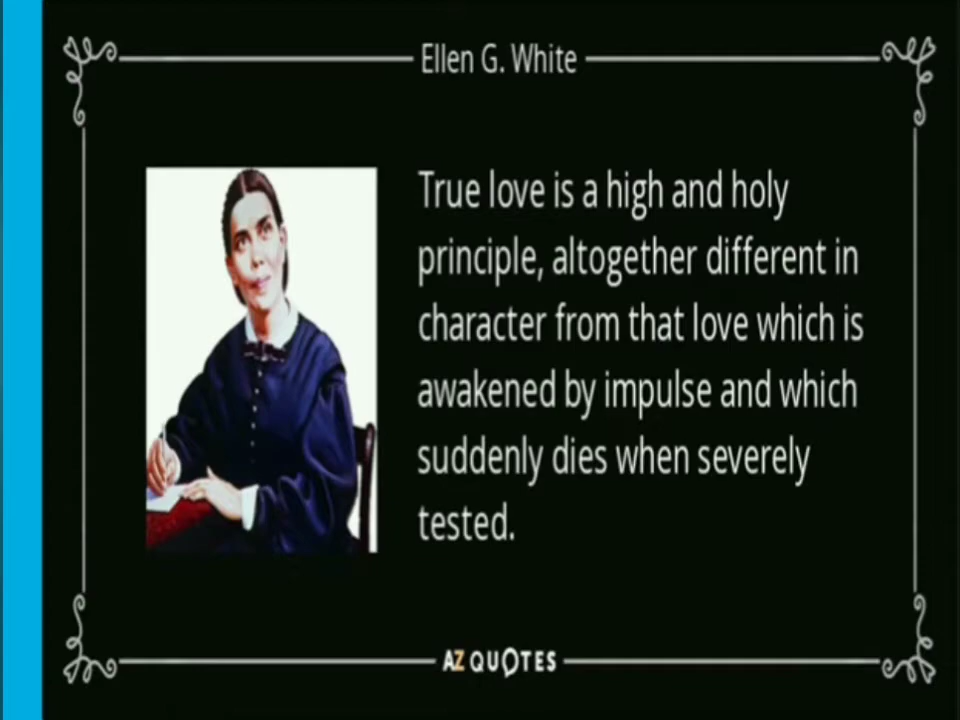 Ellen G. White
True love is a high and holy
principle, altogether different in
character from that love which is
awakened by impulse and which
suddenly dies when severely
tested.
AZ QUOTES